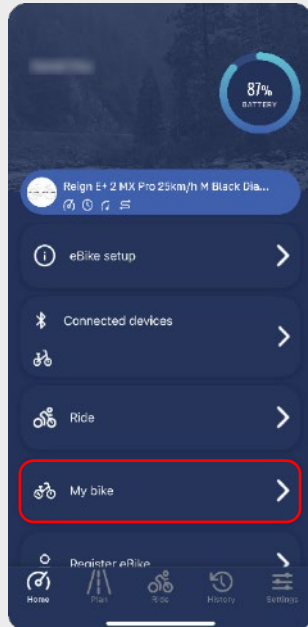 87%
BATTERY
Reign E+ 2 MX Pro 25km/h M Black Dia...
eBike setup
Connected devices
Ride
My bike
Register eBike
Home
Plan
Ride
History
Settings